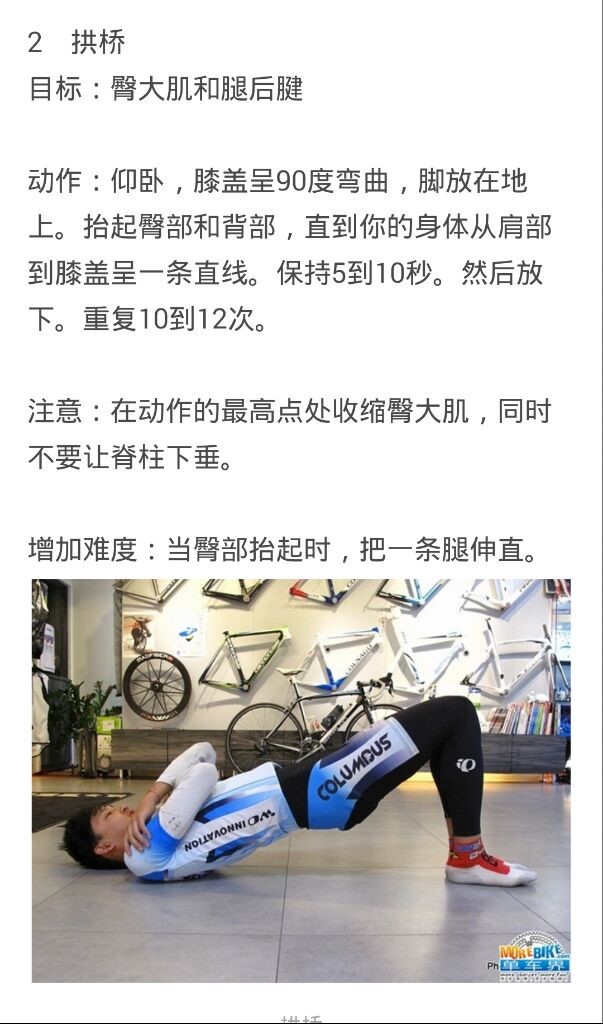 2 拱桥
目标：臀大肌和腿后腱
动作：仰卧，膝盖呈90度弯曲，脚放在地
上。抬起臀部和背部，直到你的身体从肩部
到膝盖呈一条直线。保持5到10秒。然后放
下。重复10到12次。
注意：在动作的最高点处收缩臀大肌，同时
不要让脊柱下垂。
增加难度：当臀部抬起时，把一条腿伸直。
COLUMBUS
INNOVATION
MOREBIKE.com
Ph 单车界